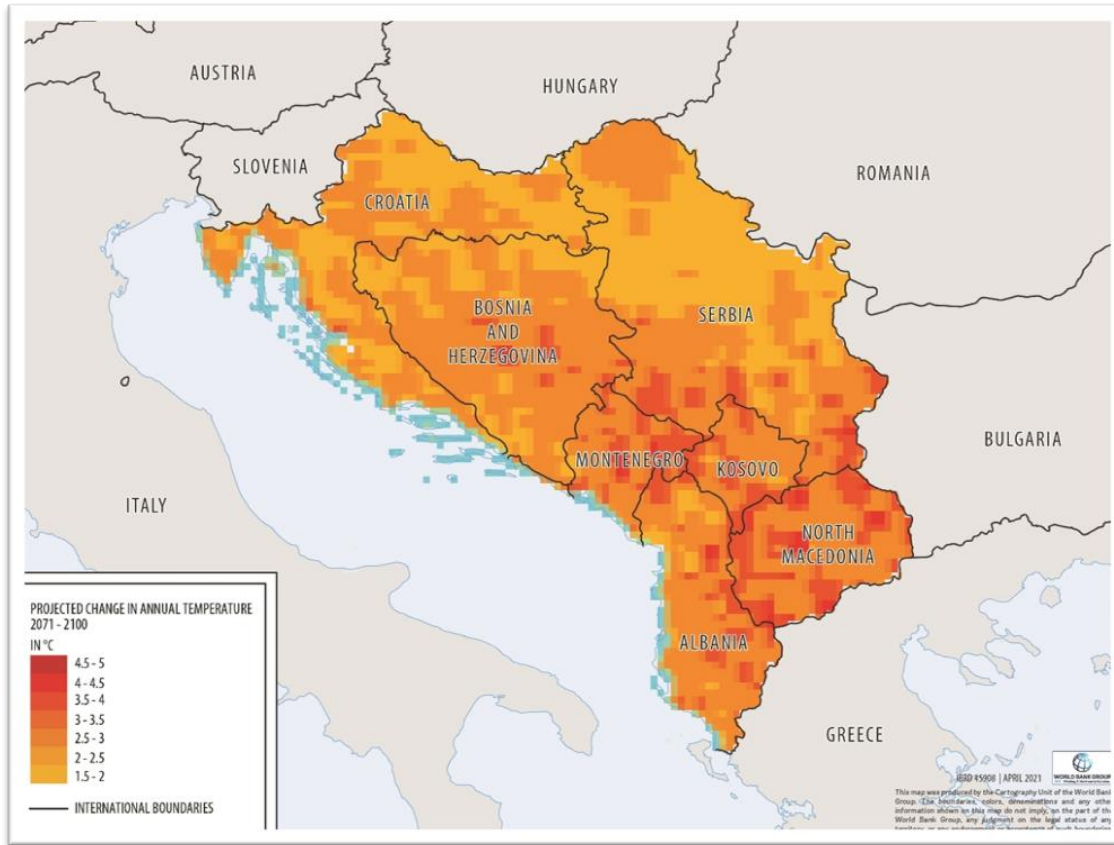 AUSTRIA
HUNGARY
SLOVENIA
ROMANIA
CROATIA
BOSNIA
AND
HERZEGOVINA
SERBIA
BULGARIA
MONTENEGRO
KOSOVO
ITALY
NORTH
MACEDONIA
ALBANIA
GREECE
PROJECTED CHANGE IN ANNUAL TEMPERATURE
2071 - 2100
IN °C
4.5 - 5
4 - 4.5
3.5 - 4
3 - 3.5
2.5 - 3
2 - 2.5
1.5 - 2
INTERNATIONAL BOUNDARIES
IBRD 45908 | APRIL 2021
WORLD BANK GROUP
This map was produced by the Cartography Unit of the World Bank
Group. The boundaries, colors, denominations and any other
information shown on this map do not imply, on the part of the
World Bank Group, any judgment on the legal status of any